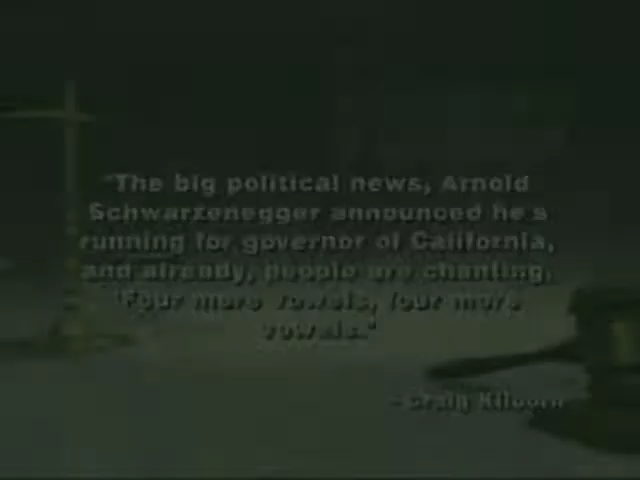 "The big political news, Arnold
Schwarzenegger announced he's
running for governor of California,
and already, people are chanting,
'Four more vowels, four more
vowels.'"
- Craig Kilborn